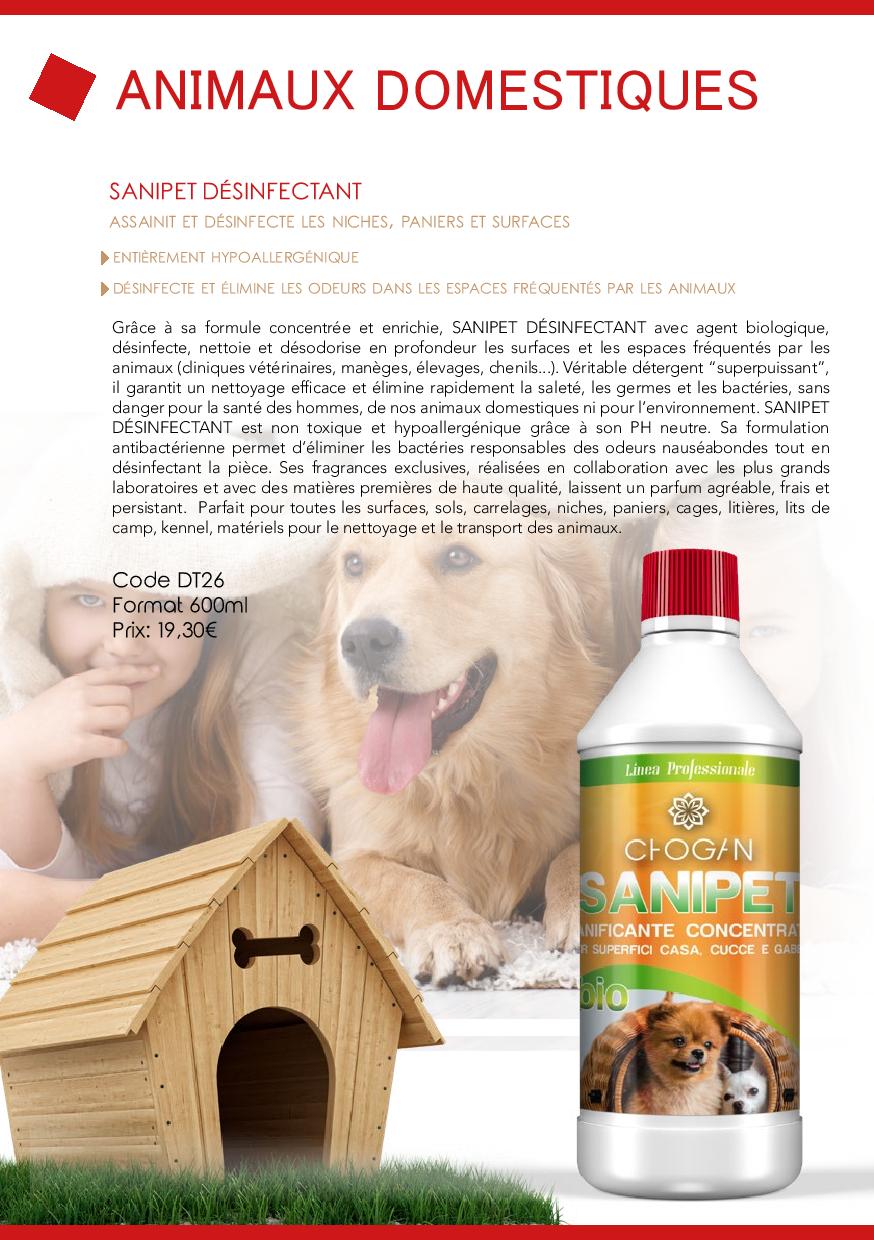 ANIMAUX DOMESTIQUES
SANIPET DÉSINFECTANT
ASSAINIT ET DÉSINFECTE LES NICHES, PANIERS ET SURFACES
ENTIÈREMENT HYPOALLERGÉNIQUE
DÉSINFECTE ET ÉLIMINE LES ODEURS DANS LES ESPACES FRÉQUENTÉS PAR LES ANIMAUX
Grâce à sa formule concentrée et enrichie, SANIPET DÉSINFECTANT avec agent biologique,
désinfecte, nettoie et désodorise en profondeur les surfaces et les espaces fréquentés par les
animaux (cliniques vétérinaires, manèges, élevages, chenils...). Véritable détergent “superpuissant”,
il garantit un nettoyage efficace et élimine rapidement la saleté, les germes et les bactéries, sans
danger pour la santé des hommes, de nos animaux domestiques ni pour l’environnement. SANIPET
DÉSINFECTANT est non toxique et hypoallergénique grâce à son PH neutre. Sa formulation
antibactérienne permet d’éliminer les bactéries responsables des odeurs nauséabondes tout en
désinfectant la pièce. Ses fragrances exclusives, réalisées en collaboration avec les plus grands
laboratoires et avec des matières premières de haute qualité, laissent un parfum agréable, frais et
persistant. Parfait pour toutes les surfaces, sols, carrelages, niches, paniers, cages, litières, lits de
camp, kennel, matériels pour le nettoyage et le transport des animaux.
Code DT26
Format 600ml
Prix: 19,30€
Linea Professionale
CHOGAN
SANIPET
ANIFICANTE CONCENTRAT
R SUPERFICI CASA, CUCCE E GABB
bio